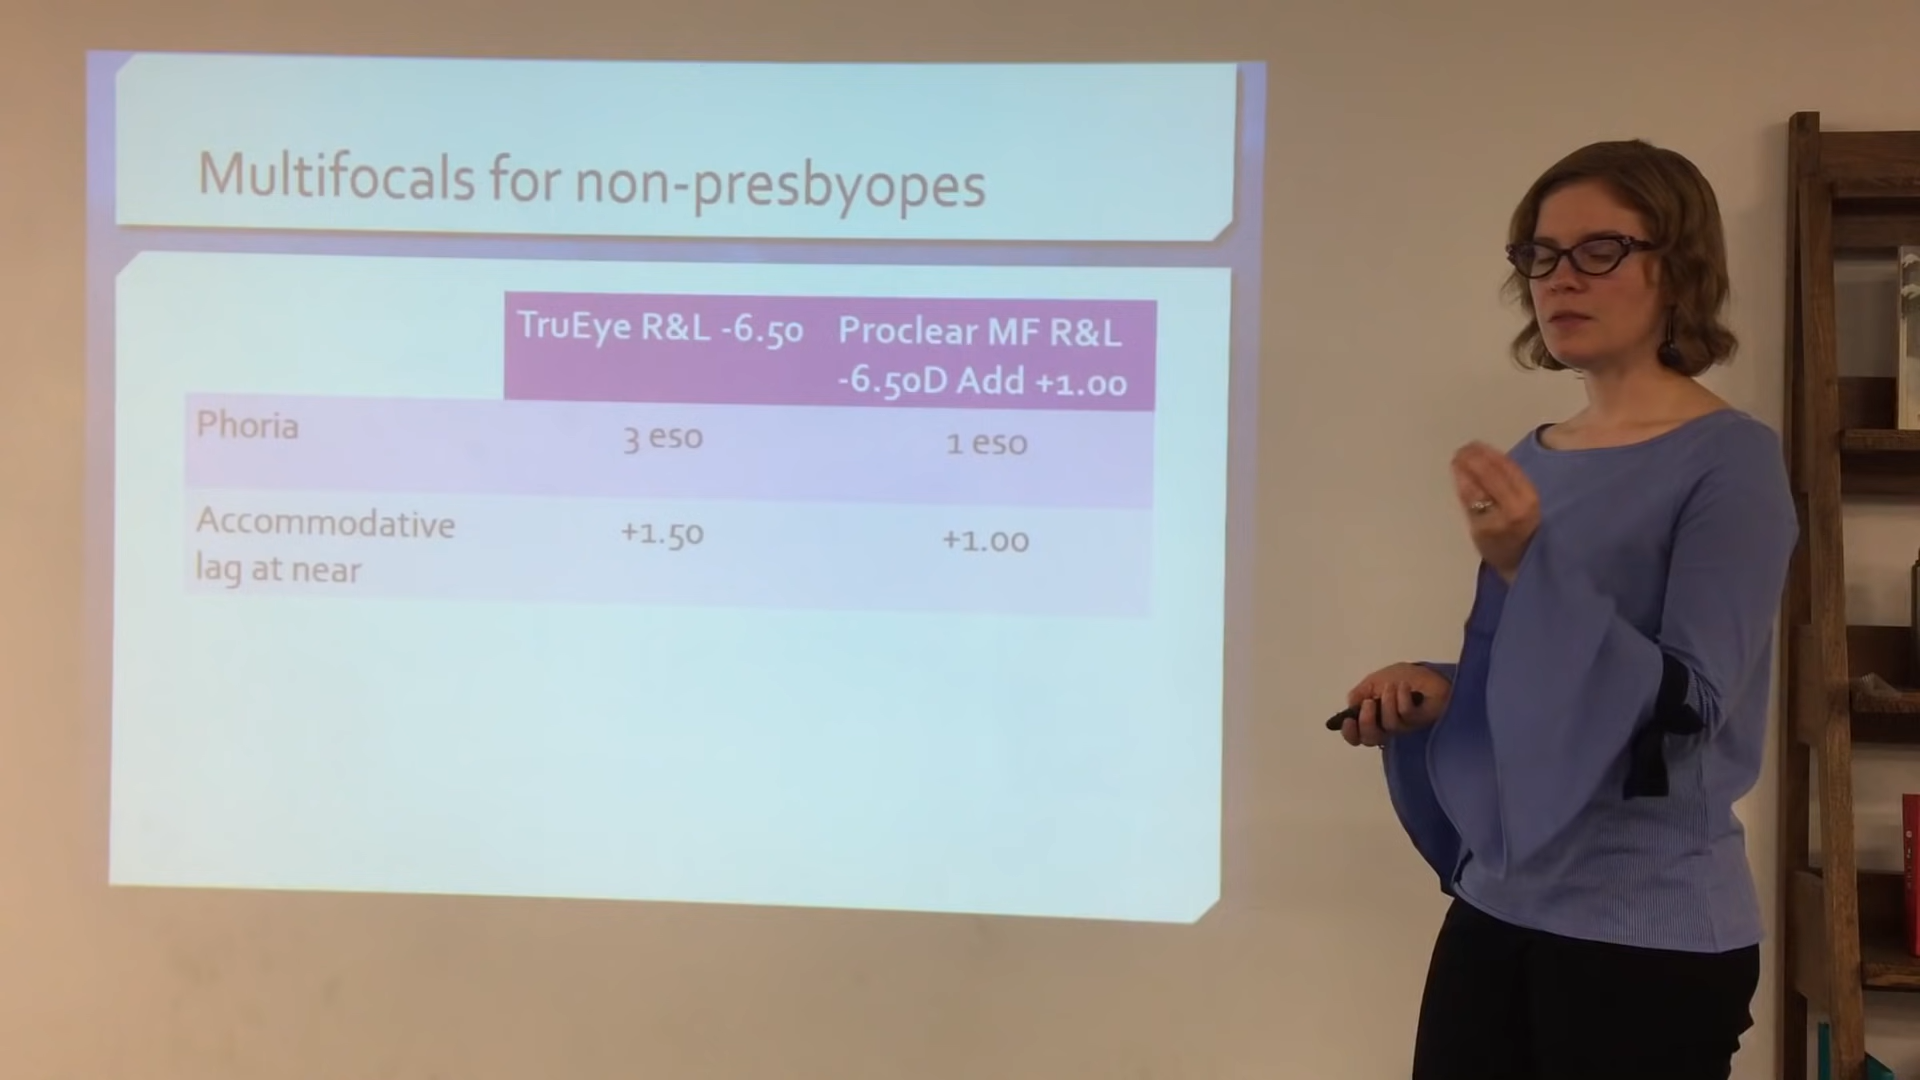 Multifocals for non-presbyopes
TruEye R&L -6.50
Proclear MF R&L
-6.50D Add +1.00
Phoria
3 eso
1 eso
Accommodative
lag at near
+1.50
+1.00